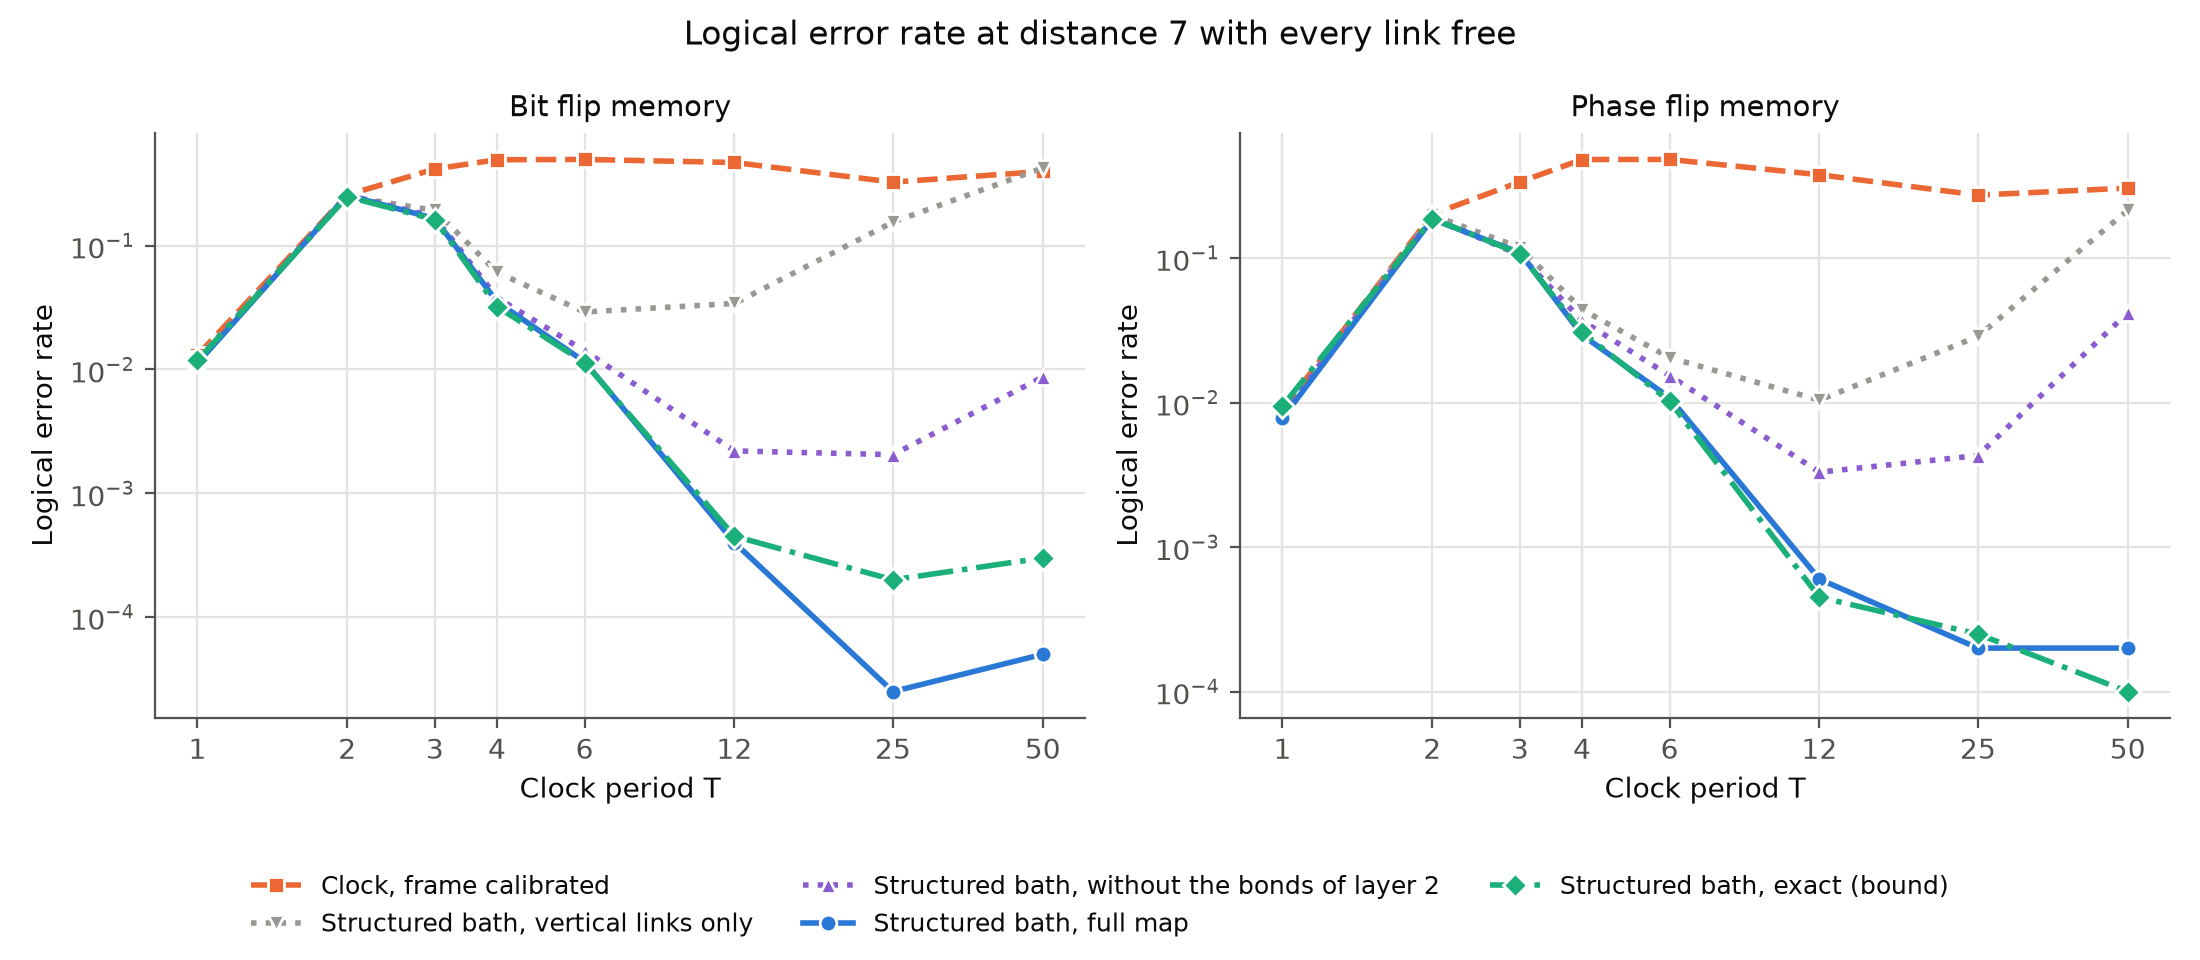 Logical error rate at distance 7 with every link free
Bit flip memory
Logical error rate
10⁻¹
10⁻²
10⁻³
10⁻⁴
1 2 3 4 6 12 25 50
Clock period T
Phase flip memory
Logical error rate
10⁻¹
10⁻²
10⁻³
10⁻⁴
1 2 3 4 6 12 25 50
Clock period T
Clock, frame calibrated
Structured bath, vertical links only
Structured bath, without the bonds of layer 2
Structured bath, full map
Structured bath, exact (bound)